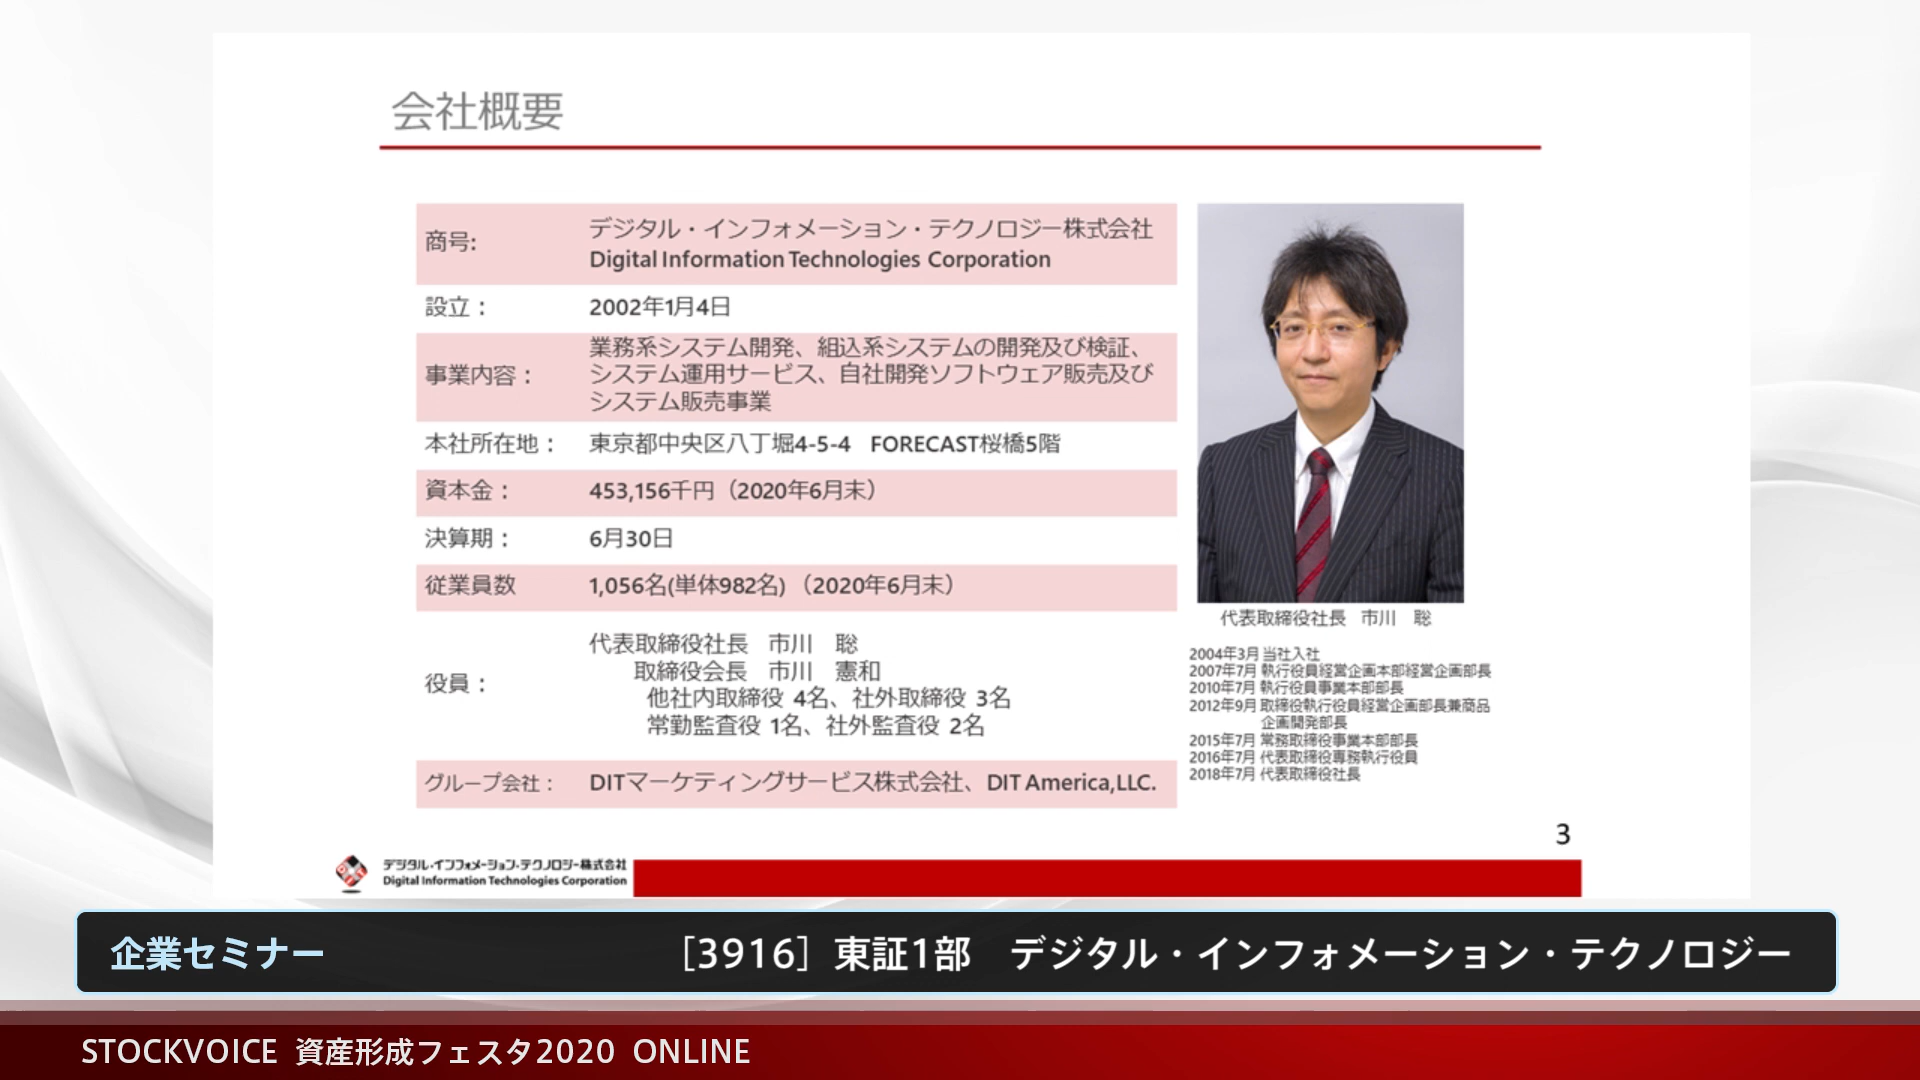 会社概要
商号:
デジタル・インフォメーション・テクノロジー株式会社
Digital Information Technologies Corporation
設立：
2002年1月4日
事業内容：
業務系システム開発、組込系システムの開発及び検証、
システム運用サービス、自社開発ソフトウェア販売及び
システム販売事業
本社所在地：
東京都中央区八丁堀4-5-4　FORECAST桜橋5階
資本金：
453,156千円（2020年6月末）
決算期：
6月30日
従業員数
1,056名(単体982名)（2020年6月末）
役員：
代表取締役社長　市川　聡
取締役会長　市川　憲和
他社内取締役 4名、社外取締役 3名
常勤監査役 1名、社外監査役 2名
グループ会社：
DITマーケティングサービス株式会社、DIT America,LLC.
代表取締役社長　市川　聡
2004年3月 当社入社
2007年7月 執行役員経営企画本部経営企画部長
2010年7月 執行役員事業本部部長
2012年9月 取締役執行役員経営企画部長兼商品
企画開発部長
2015年7月 常務取締役事業本部部長
2016年7月 代表取締役専務執行役員
2018年7月 代表取締役社長
3
デジタル・インフォメーション・テクノロジー株式会社
Digital Information Technologies Corporation
企業セミナー
［3916］東証1部　デジタル・インフォメーション・テクノロジー
STOCKVOICE 資産形成フェスタ2020 ONLINE